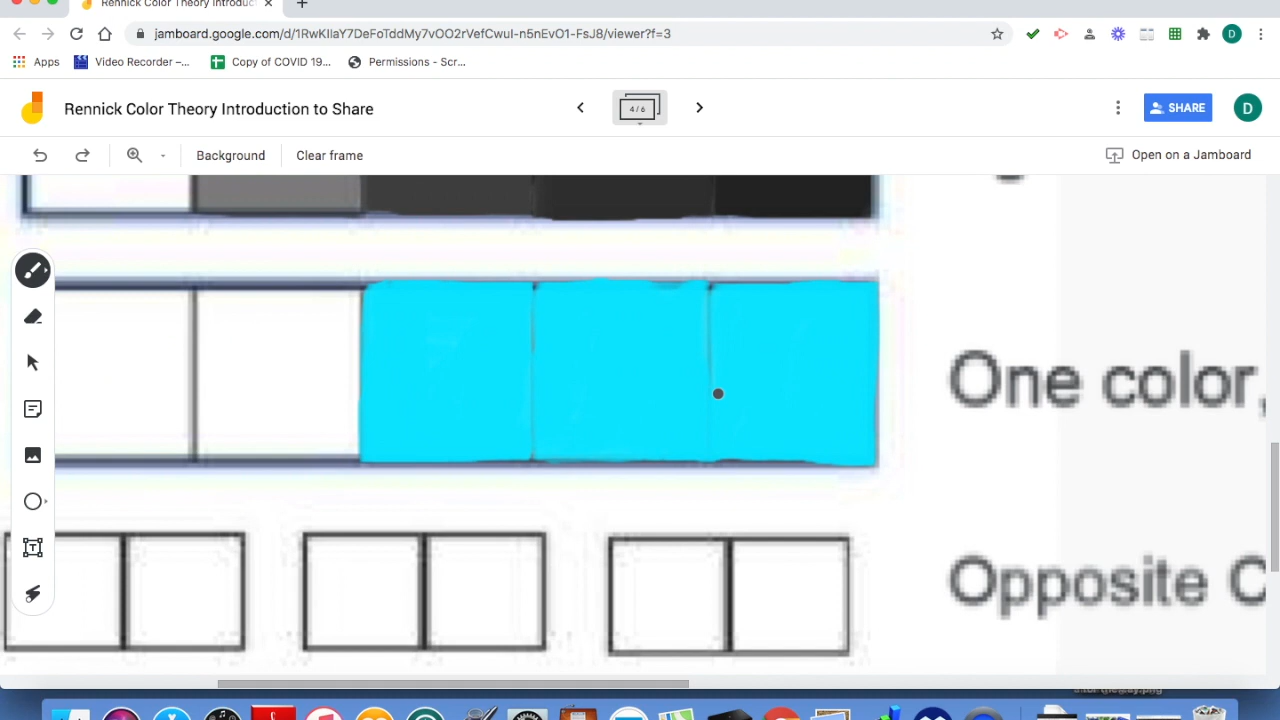 Rennick Color Theory Introduc
jamboard.google.com/d/1RwKIIaY7DeFoTddMy7vOO2rVefCwuI-n5nEvO1-FsJ8/viewer?f=3
D
Apps
Video Recorder –...
Copy of COVID 19...
Permissions - Scr...
Rennick Color Theory Introduction to Share
4 / 6
SHARE
D
Background
Clear frame
Open on a Jamboard
One color,
Opposite C